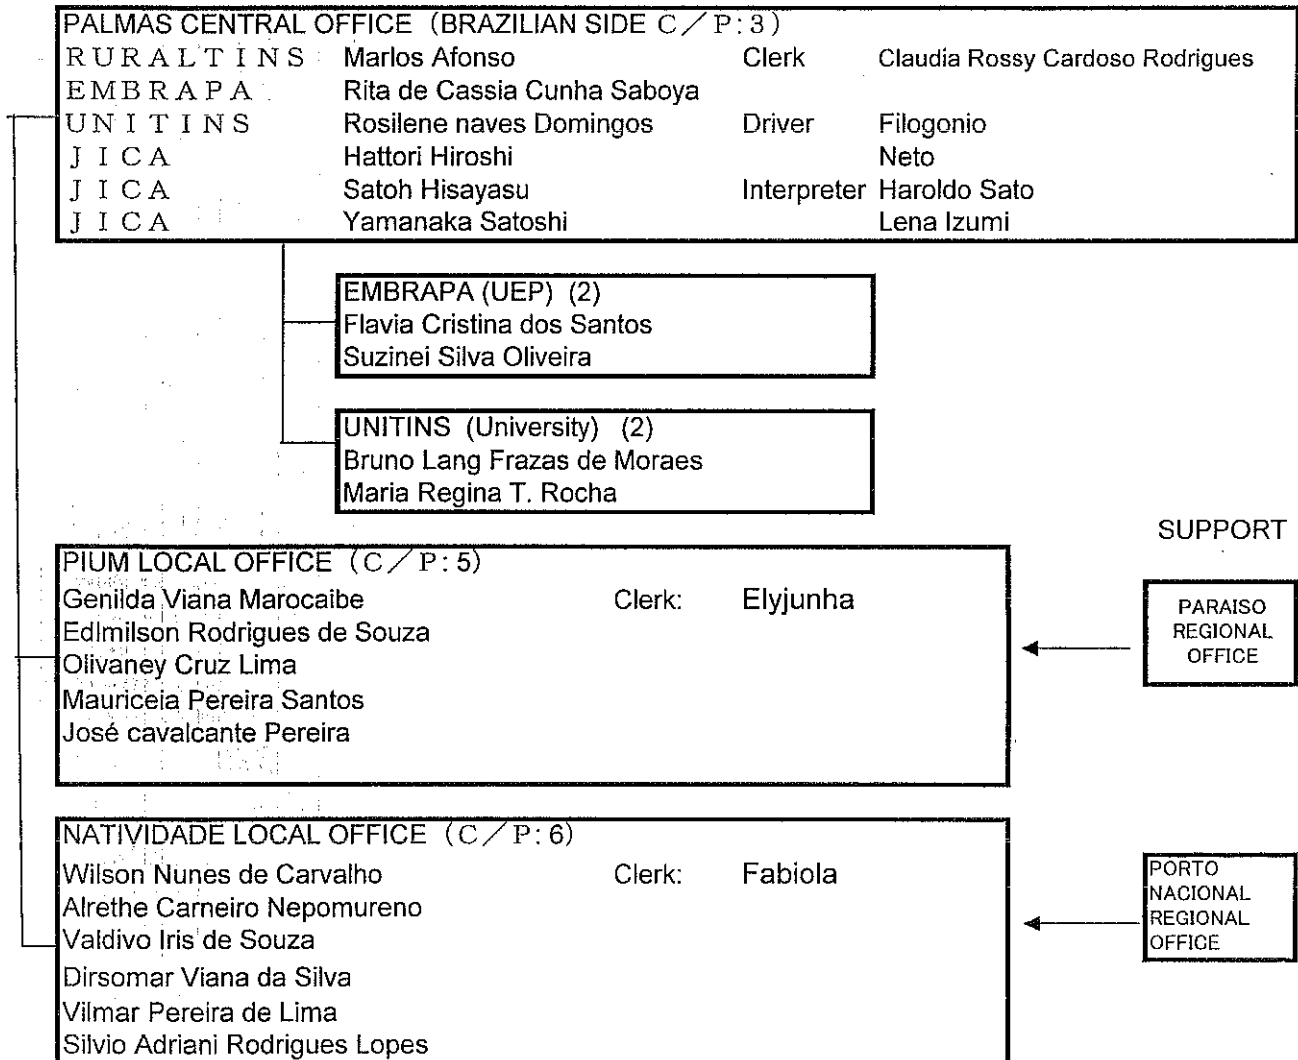 PALMAS CENTRAL OFFICE (BRAZILIAN SIDE C／P:3)
RURALTINS Marlos Afonso Clerk Claudia Rossy Cardoso Rodrigues
EMBRAPA Rita de Cassia Cunha Saboya
UNITINS Rosilene naves Domingos Driver Filogonio
JICA Hattori Hiroshi Neto
JICA Satoh Hisayasu Interpreter Haroldo Sato
JICA Yamanaka Satoshi Lena Izumi
EMBRAPA (UEP) (2)
Flavia Cristina dos Santos
Suzinei Silva Oliveira
UNITINS (University) (2)
Bruno Lang Frazas de Moraes
Maria Regina T. Rocha
SUPPORT
PIUM LOCAL OFFICE (C／P:5)
Genilda Viana Marocaibe Clerk: Elyjunha
Edlmilson Rodrigues de Souza
Olivaney Cruz Lima
Mauriceia Pereira Santos
José cavalcante Pereira
PARAISO
REGIONAL
OFFICE
NATIVIDADE LOCAL OFFICE (C／P:6)
Wilson Nunes de Carvalho Clerk: Fabiola
Alrethe Carneiro Nepomureno
Valdivo Iris de Souza
Dirsomar Viana da Silva
Vilmar Pereira de Lima
Silvio Adriani Rodrigues Lopes
PORTO
NACIONAL
REGIONAL
OFFICE